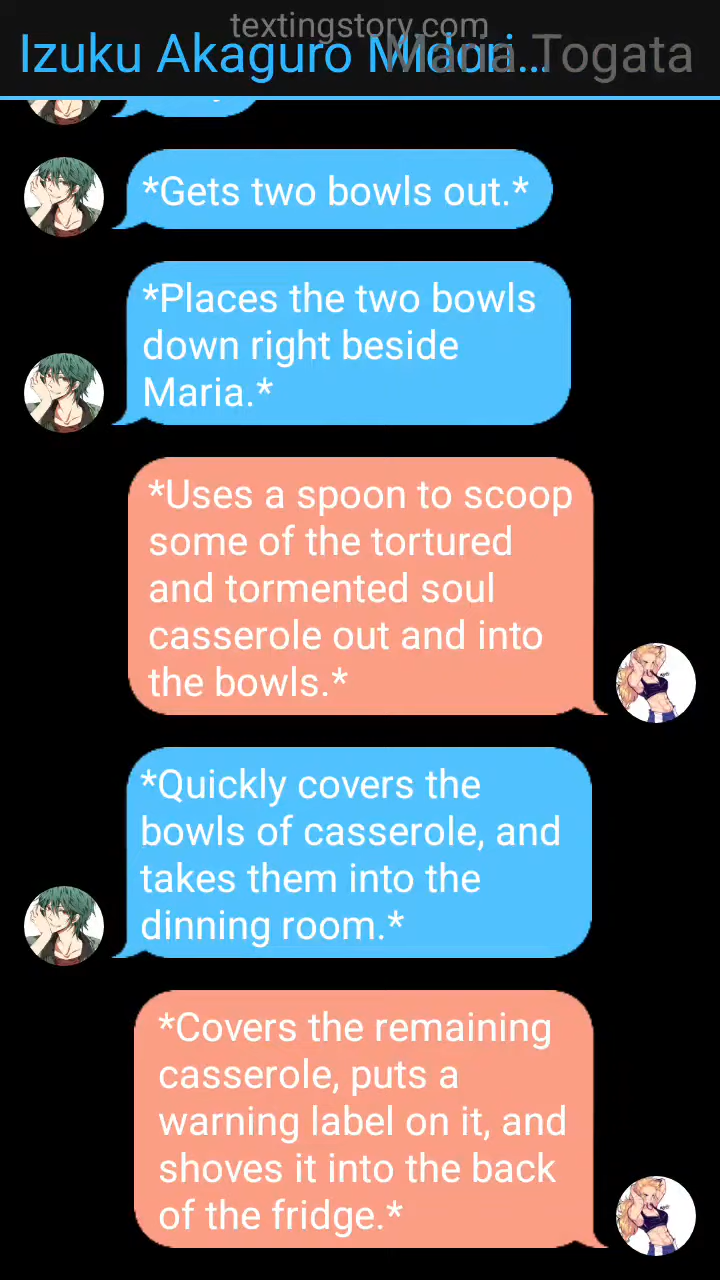 textingstory.com
Izuku Akaguro Midori...
Maria Togata
*Gets two bowls out.*
*Places the two bowls
down right beside
Maria.*
*Uses a spoon to scoop
some of the tortured
and tormented soul
casserole out and into
the bowls.*
*Quickly covers the
bowls of casserole, and
takes them into the
dinning room.*
*Covers the remaining
casserole, puts a
warning label on it, and
shoves it into the back
of the fridge.*